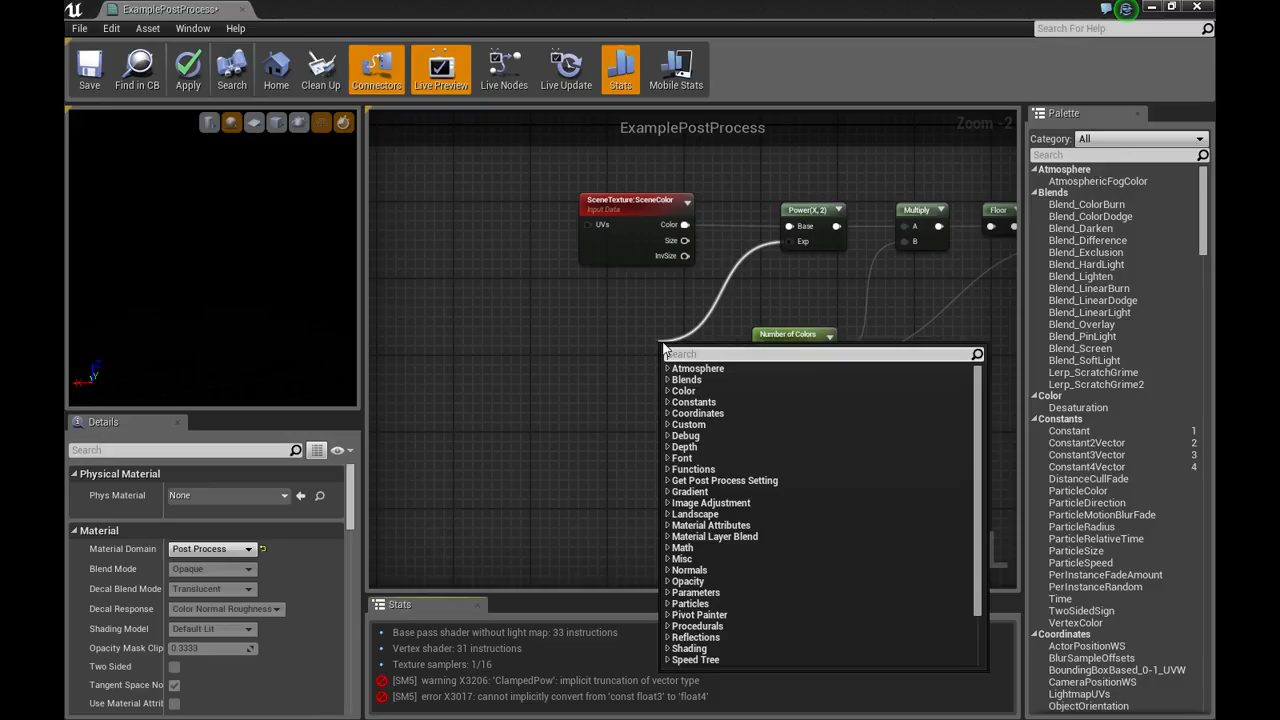 ExamplePostProcess*
File Edit Asset Window Help
Search For Help
Save Find in CB Apply Search Home Clean Up Connectors Live Preview Live Nodes Live Update Stats Mobile Stats
ExamplePostProcess
Zoom -2
SceneTexture:SceneColor
Input Data
UVs
Color
Size
InvSize
Power(X, 2)
Base
Exp
Multiply
A
B
Floor
Number of Colors
Search
Atmosphere
Blends
Color
Constants
Coordinates
Custom
Debug
Depth
Font
Functions
Get Post Process Setting
Gradient
Image Adjustment
Landscape
Material Attributes
Material Layer Blend
Math
Misc
Normals
Opacity
Parameters
Particles
Pivot Painter
Procedurals
Reflections
Shading
Speed Tree
Details
Search
Physical Material
Phys Material None
Material
Material Domain Post Process
Blend Mode Opaque
Decal Blend Mode Translucent
Decal Response Color Normal Roughness
Shading Model Default Lit
Opacity Mask Clip 0.3333
Two Sided
Tangent Space No
Use Material Attrib
Stats
Base pass shader without light map: 33 instructions
Vertex shader: 31 instructions
Texture samplers: 1/16
[SM5] warning X3206: 'ClampedPow': implicit truncation of vector type
[SM5] error X3017: cannot implicitly convert from 'const float3' to 'float4'
Palette
Category: All
Search
Atmosphere
AtmosphericFogColor
Blends
Blend_ColorBurn
Blend_ColorDodge
Blend_Darken
Blend_Difference
Blend_Exclusion
Blend_HardLight
Blend_Lighten
Blend_LinearBurn
Blend_LinearDodge
Blend_LinearLight
Blend_Overlay
Blend_PinLight
Blend_Screen
Blend_SoftLight
Lerp_ScratchGrime
Lerp_ScratchGrime2
Color
Desaturation
Constants
Constant 1
Constant2Vector 2
Constant3Vector 3
Constant4Vector 4
DistanceCullFade
ParticleColor
ParticleDirection
ParticleMotionBlurFade
ParticleRadius
ParticleRelativeTime
ParticleSize
ParticleSpeed
PerInstanceFadeAmount
PerInstanceRandom
Time
TwoSidedSign
VertexColor
Coordinates
ActorPositionWS
BlurSampleOffsets
BoundingBoxBased_0-1_UVW
CameraPositionWS
LightmapUVs
ObjectOrientation